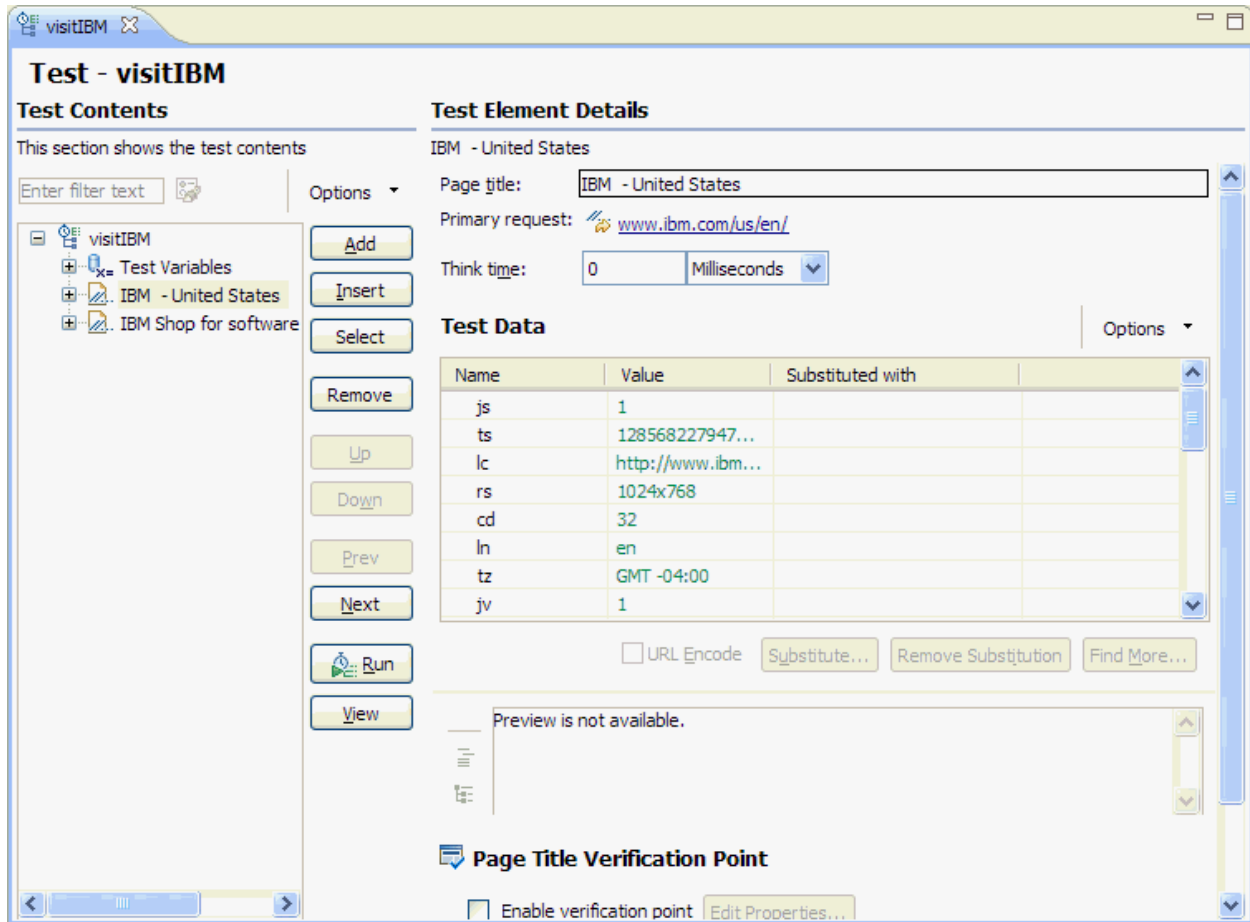 visitIBM
Test - visitIBM
Test Contents
This section shows the test contents
Enter filter text
Options
visitIBM
Test Variables
IBM - United States
IBM Shop for software
Add
Insert
Select
Remove
Up
Down
Prev
Next
Run
View
Test Element Details
IBM - United States
Page title: IBM - United States
Primary request: www.ibm.com/us/en/
Think time: 0 Milliseconds
Test Data
Options
Name Value Substituted with
js 1
ts 128568227947...
lc http://www.ibm...
rs 1024x768
cd 32
ln en
tz GMT -04:00
jv 1
URL Encode Substitute... Remove Substitution Find More...
Preview is not available.
Page Title Verification Point
Enable verification point Edit Properties...